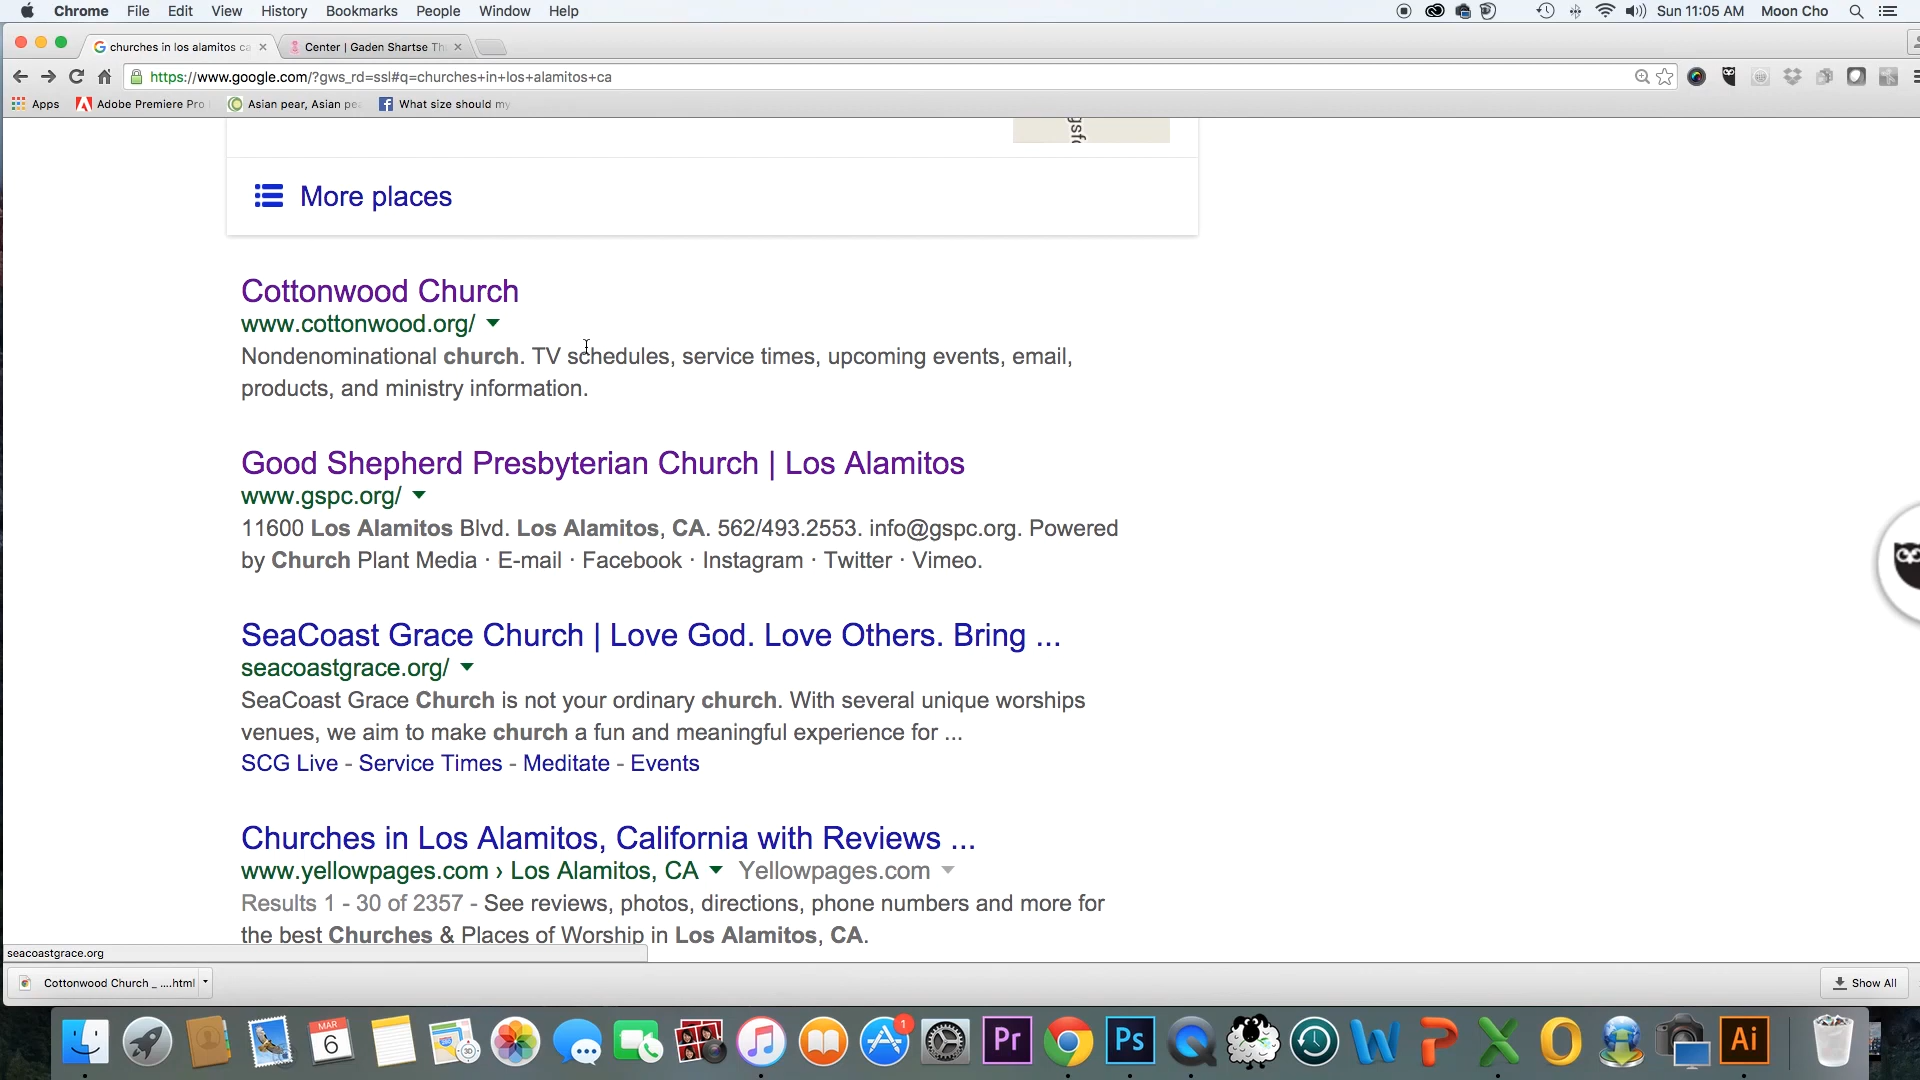 Chrome File Edit View History Bookmarks People Window Help Sun 11:05 AM Moon Cho
churches in los alamitos ca Center | Gaden Shartse Th
https://www.google.com/?gws_rd=ssl#q=churches+in+los+alamitos+ca
Apps Adobe Premiere Pro Asian pear, Asian pe What size should my
More places
Cottonwood Church
www.cottonwood.org/
Nondenominational church. TV schedules, service times, upcoming events, email,
products, and ministry information.
Good Shepherd Presbyterian Church | Los Alamitos
www.gspc.org/
11600 Los Alamitos Blvd. Los Alamitos, CA. 562/493.2553. info@gspc.org. Powered
by Church Plant Media · E-mail · Facebook · Instagram · Twitter · Vimeo.
SeaCoast Grace Church | Love God. Love Others. Bring ...
seacoastgrace.org/
SeaCoast Grace Church is not your ordinary church. With several unique worships
venues, we aim to make church a fun and meaningful experience for ...
SCG Live - Service Times - Meditate - Events
Churches in Los Alamitos, California with Reviews ...
www.yellowpages.com › Los Alamitos, CA Yellowpages.com
Results 1 - 30 of 2357 - See reviews, photos, directions, phone numbers and more for
the best Churches & Places of Worship in Los Alamitos, CA.
seacoastgrace.org
Cottonwood Church _ ....html Show All
MAR
6
1
Pr Ps Ai